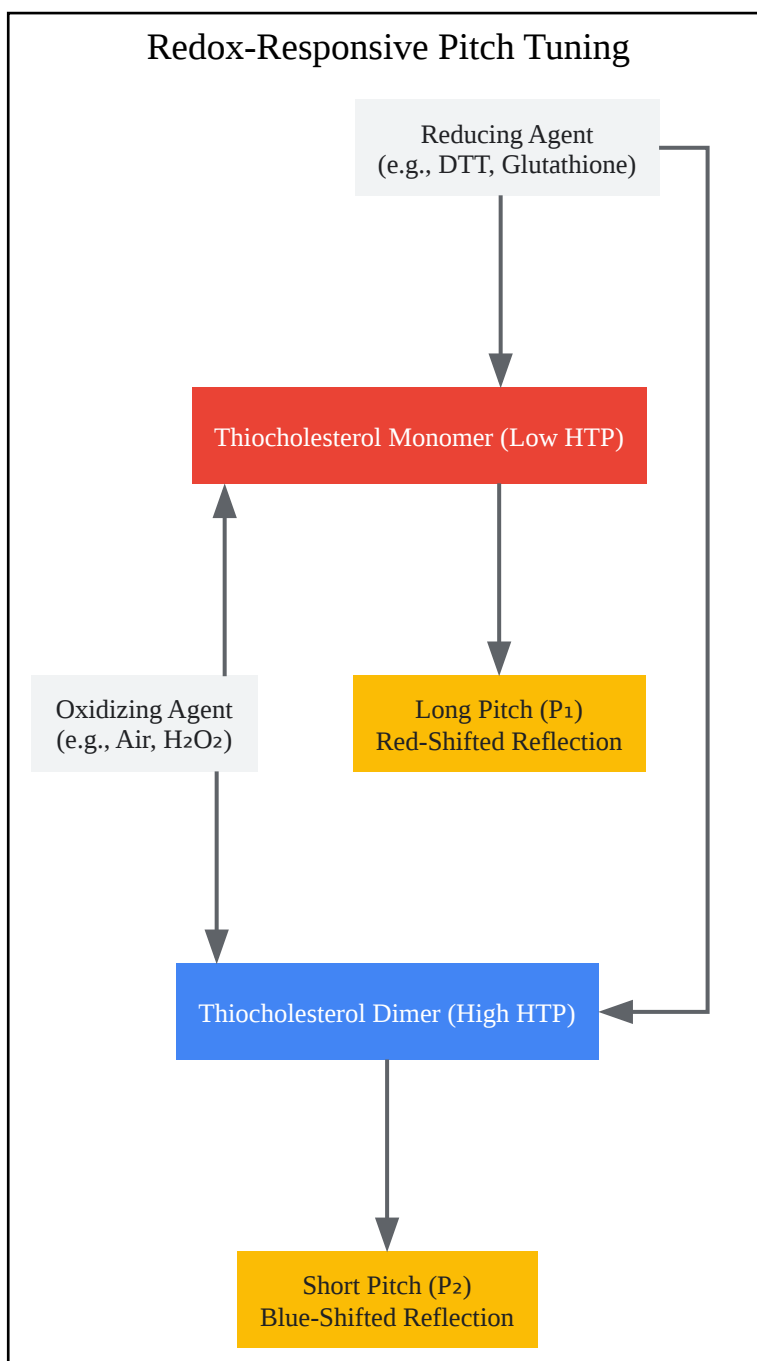 Redox-Responsive Pitch Tuning
Reducing Agent
(e.g., DTT, Glutathione)
Thiocholesterol Monomer (Low HTP)
Oxidizing Agent
(e.g., Air, H₂O₂)
Long Pitch (P₁)
Red-Shifted Reflection
Thiocholesterol Dimer (High HTP)
Short Pitch (P₂)
Blue-Shifted Reflection